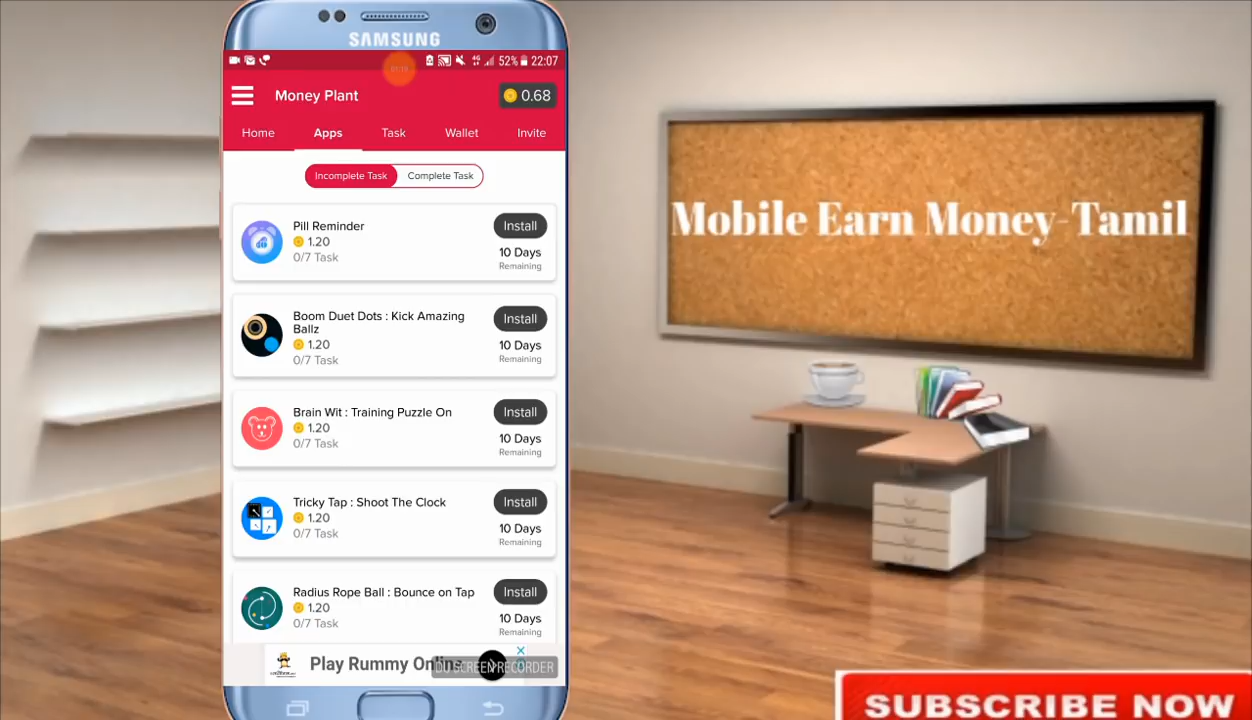 SAMSUNG
52% 22:07
Money Plant
0.68
Home Apps Task Wallet Invite
Incomplete Task Complete Task
Pill Reminder
1.20
0/7 Task
Install
10 Days
Remaining
Boom Duet Dots : Kick Amazing
Ballz
1.20
0/7 Task
Install
10 Days
Remaining
Brain Wit : Training Puzzle On
1.20
0/7 Task
Install
10 Days
Remaining
Tricky Tap : Shoot The Clock
1.20
0/7 Task
Install
10 Days
Remaining
Radius Rope Ball : Bounce on Tap
1.20
0/7 Task
Install
10 Days
Remaining
Play Rummy Online
DU SCREEN RECORDER
Mobile Earn Money-Tamil
SUBSCRIBE NOW